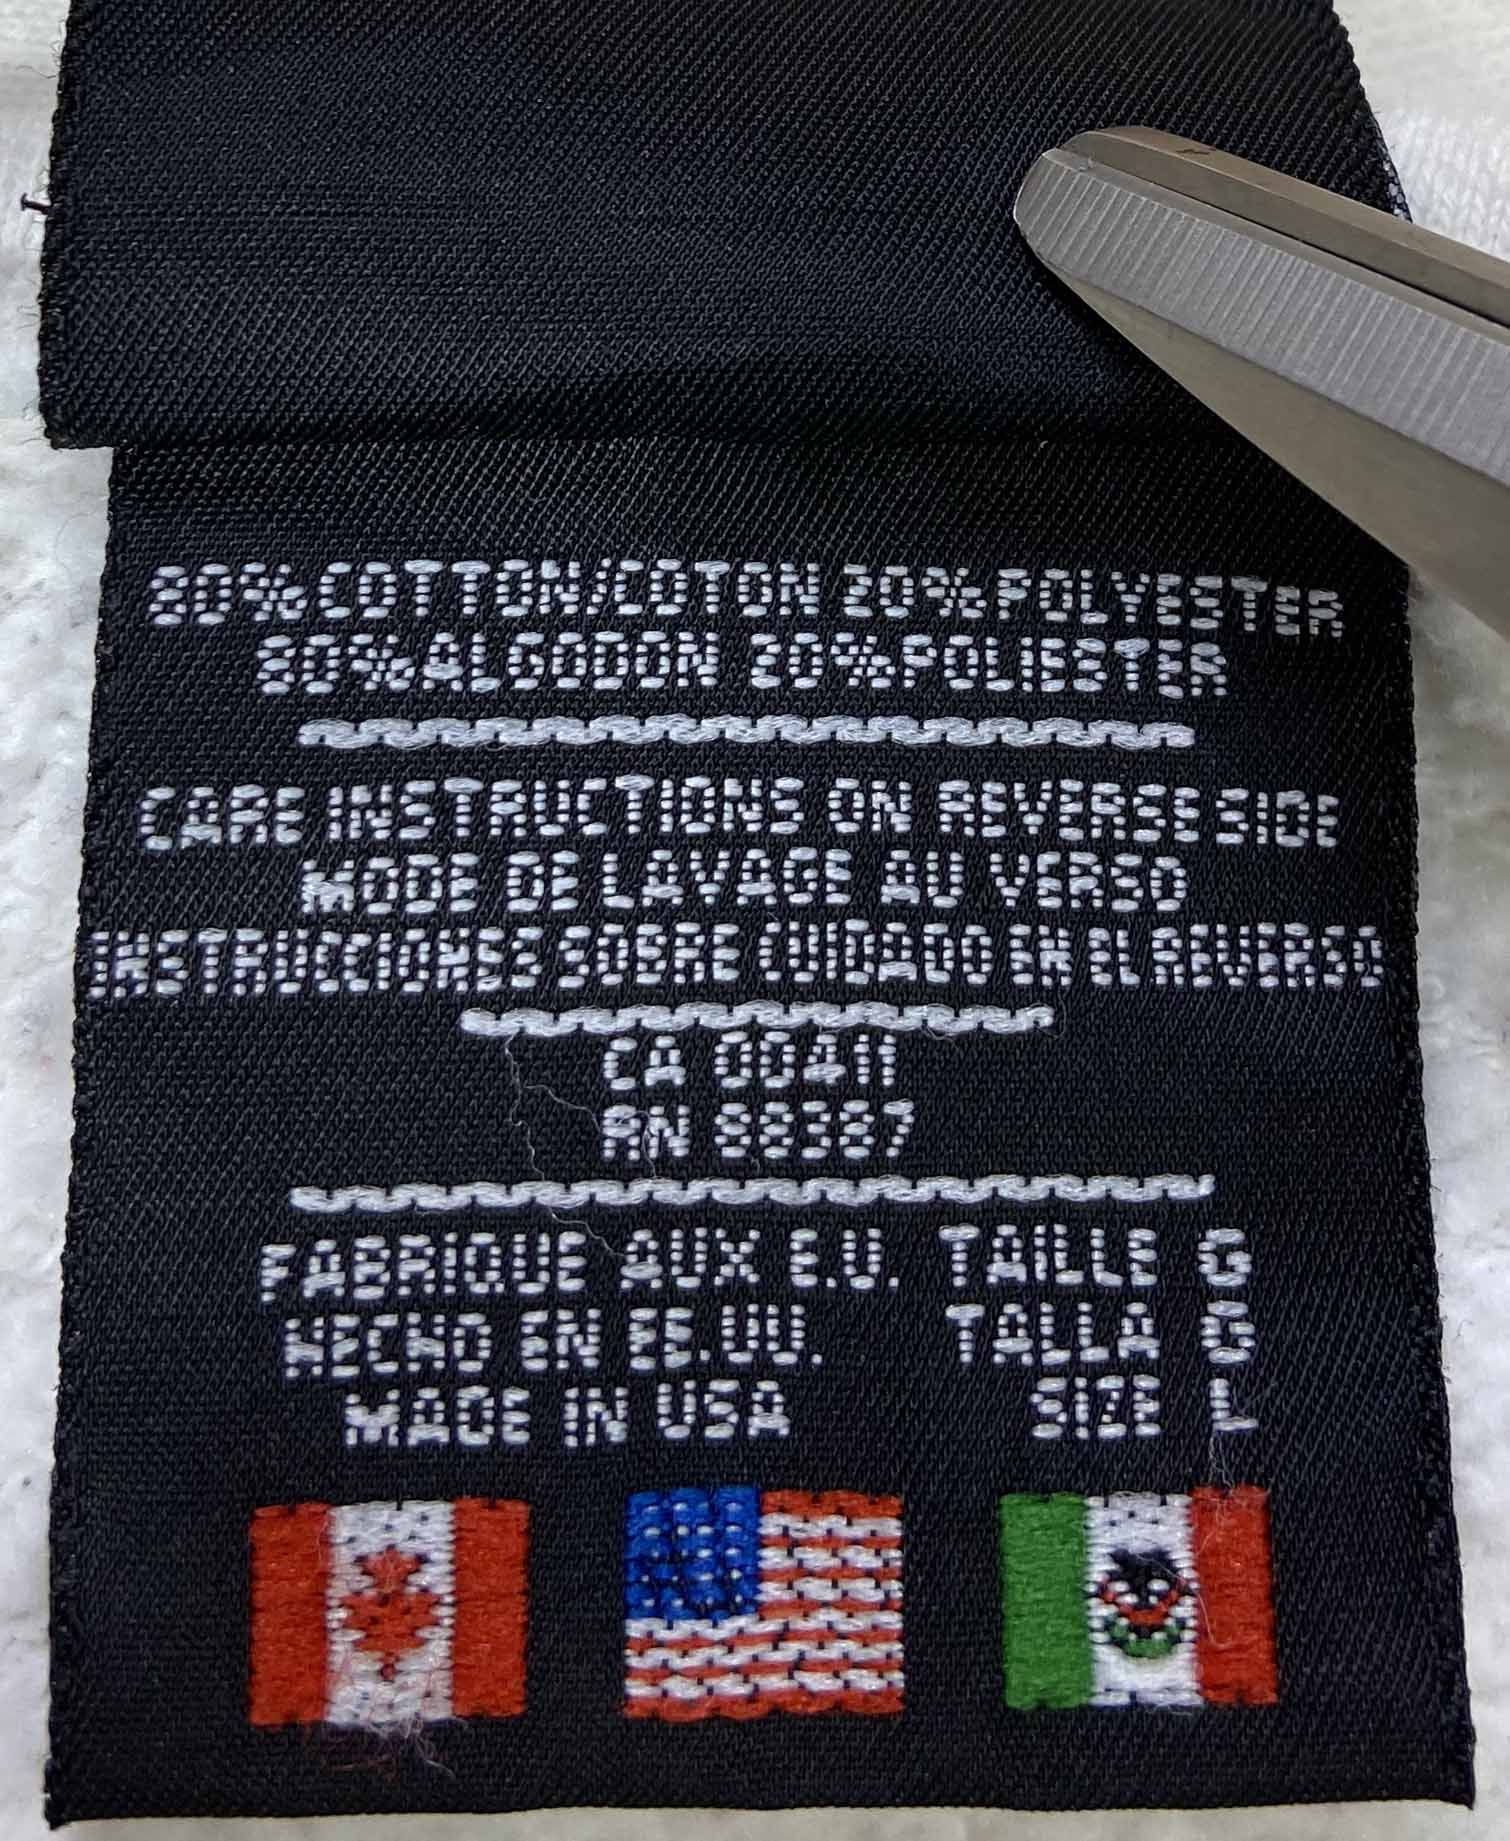 80% COTTON/COTON 20% POLYESTER
80% ALGODON 20% POLIESTER
CARE INSTRUCTIONS ON REVERSE SIDE
MODE DE LAVAGE AU VERSO
INSTRUCCIONES SOBRE CUIDADO EN EL REVERSO
CA 00411
RN 98387
FABRIQUE AUX E.U. TAILLE G
HECHO EN EE.UU. TALLA G
MADE IN USA SIZE L